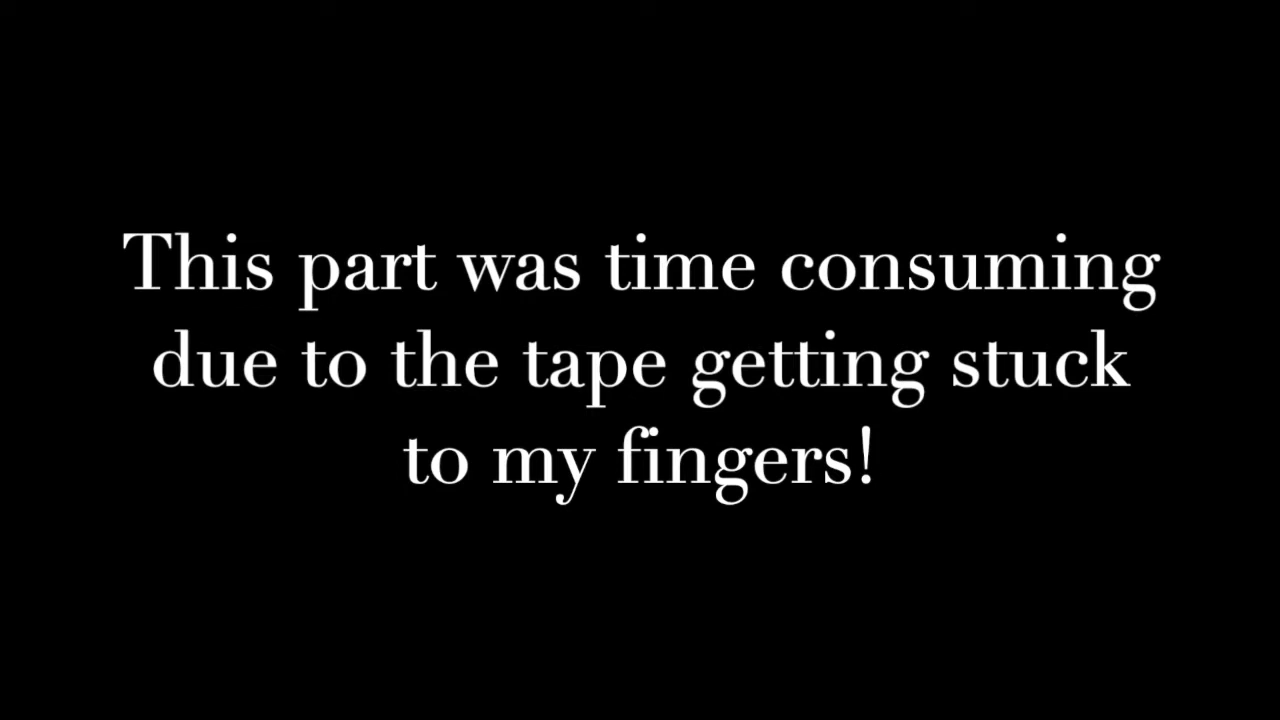 This part was time consuming
due to the tape getting stuck
to my fingers!